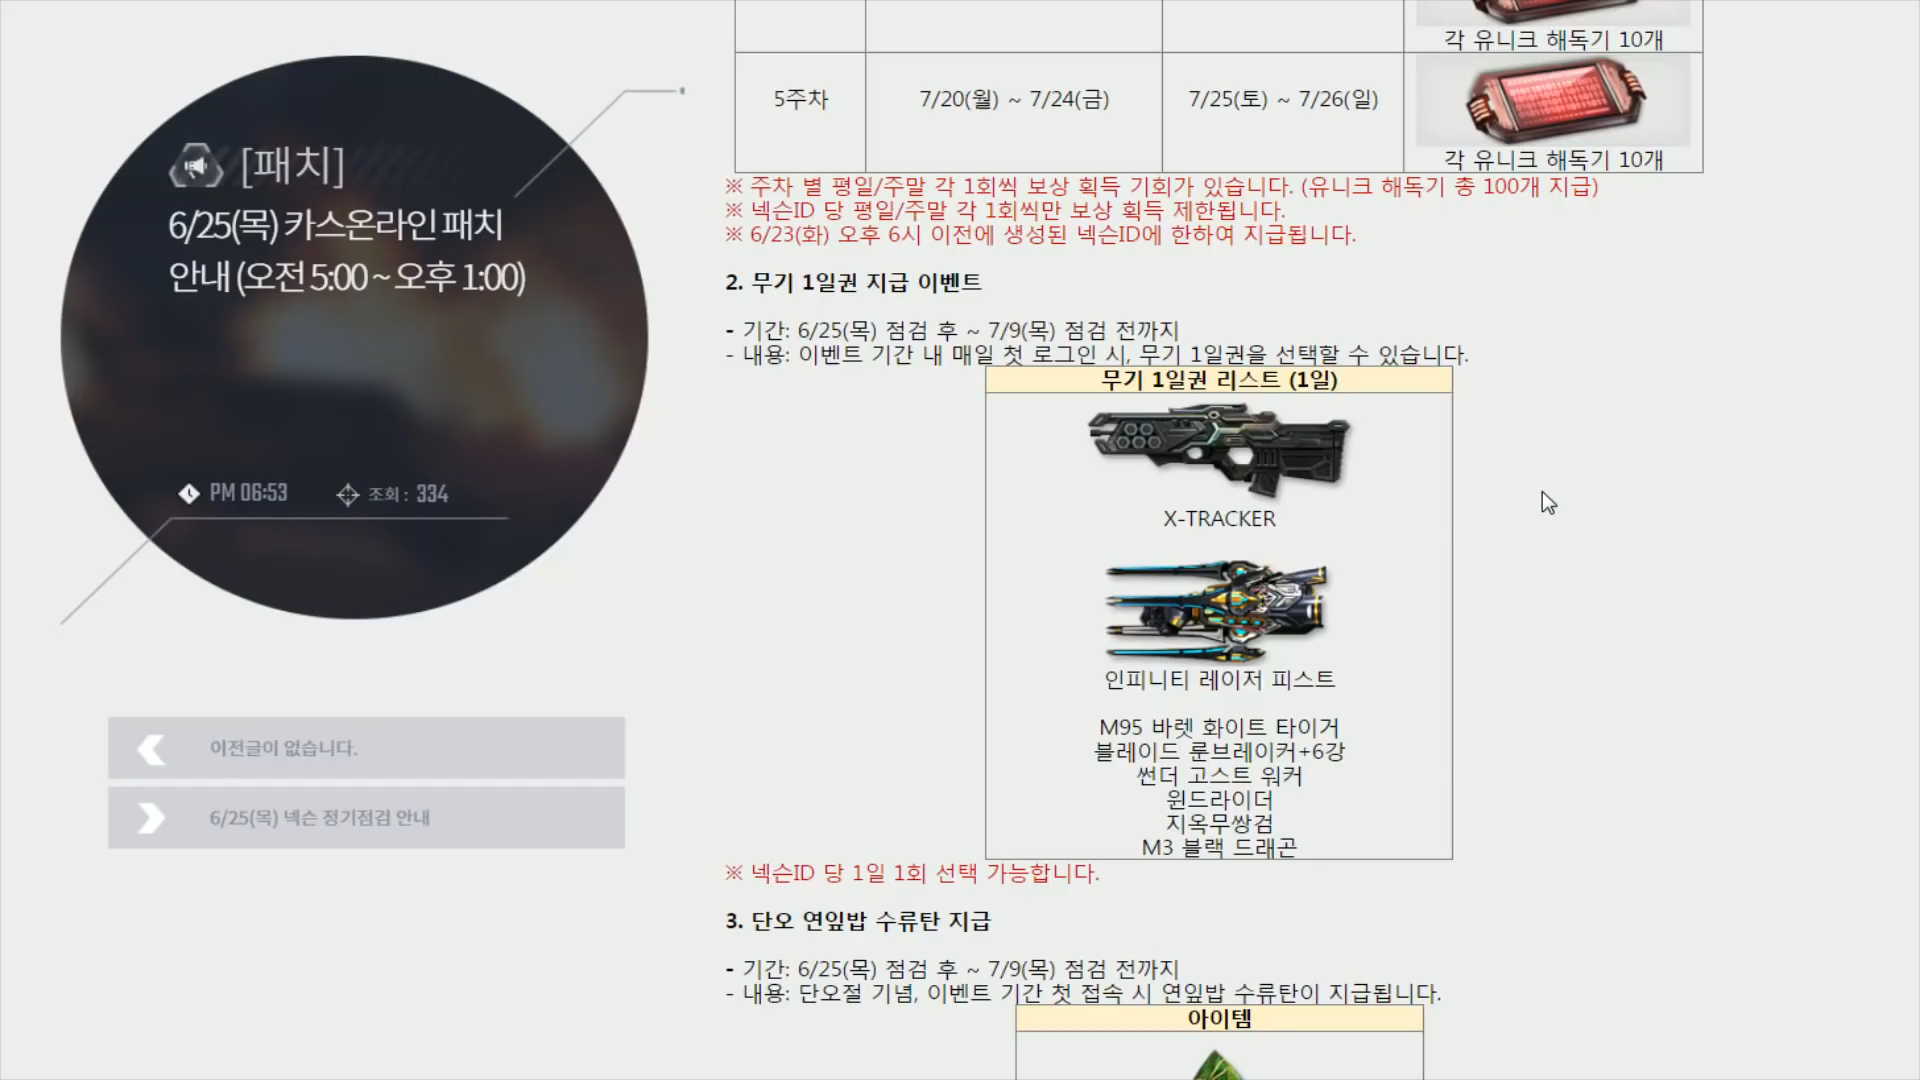 [패치]
6/25(목) 카스온라인 패치
안내 (오전 5:00 ~ 오후 1:00)
PM 06:53
조회 : 334
이전글이 없습니다.
6/25(목) 넥슨 정기점검 안내
각 유니크 해독기 10개
5주차
7/20(월) ~ 7/24(금)
7/25(토) ~ 7/26(일)
각 유니크 해독기 10개
※ 주차 별 평일/주말 각 1회씩 보상 획득 기회가 있습니다. (유니크 해독기 총 100개 지급)
※ 넥슨ID 당 평일/주말 각 1회씩만 보상 획득 제한됩니다.
※ 6/23(화) 오후 6시 이전에 생성된 넥슨ID에 한하여 지급됩니다.
2. 무기 1일권 지급 이벤트
- 기간: 6/25(목) 점검 후 ~ 7/9(목) 점검 전까지
- 내용: 이벤트 기간 내 매일 첫 로그인 시, 무기 1일권을 선택할 수 있습니다.
무기 1일권 리스트 (1일)
X-TRACKER
인피니티 레이저 피스트
M95 바렛 화이트 타이거
블레이드 룬브레이커+6강
썬더 고스트 워커
윈드라이더
지옥무쌍검
M3 블랙 드래곤
※ 넥슨ID 당 1일 1회 선택 가능합니다.
3. 단오 연잎밥 수류탄 지급
- 기간: 6/25(목) 점검 후 ~ 7/9(목) 점검 전까지
- 내용: 단오절 기념, 이벤트 기간 첫 접속 시 연잎밥 수류탄이 지급됩니다.
아이템